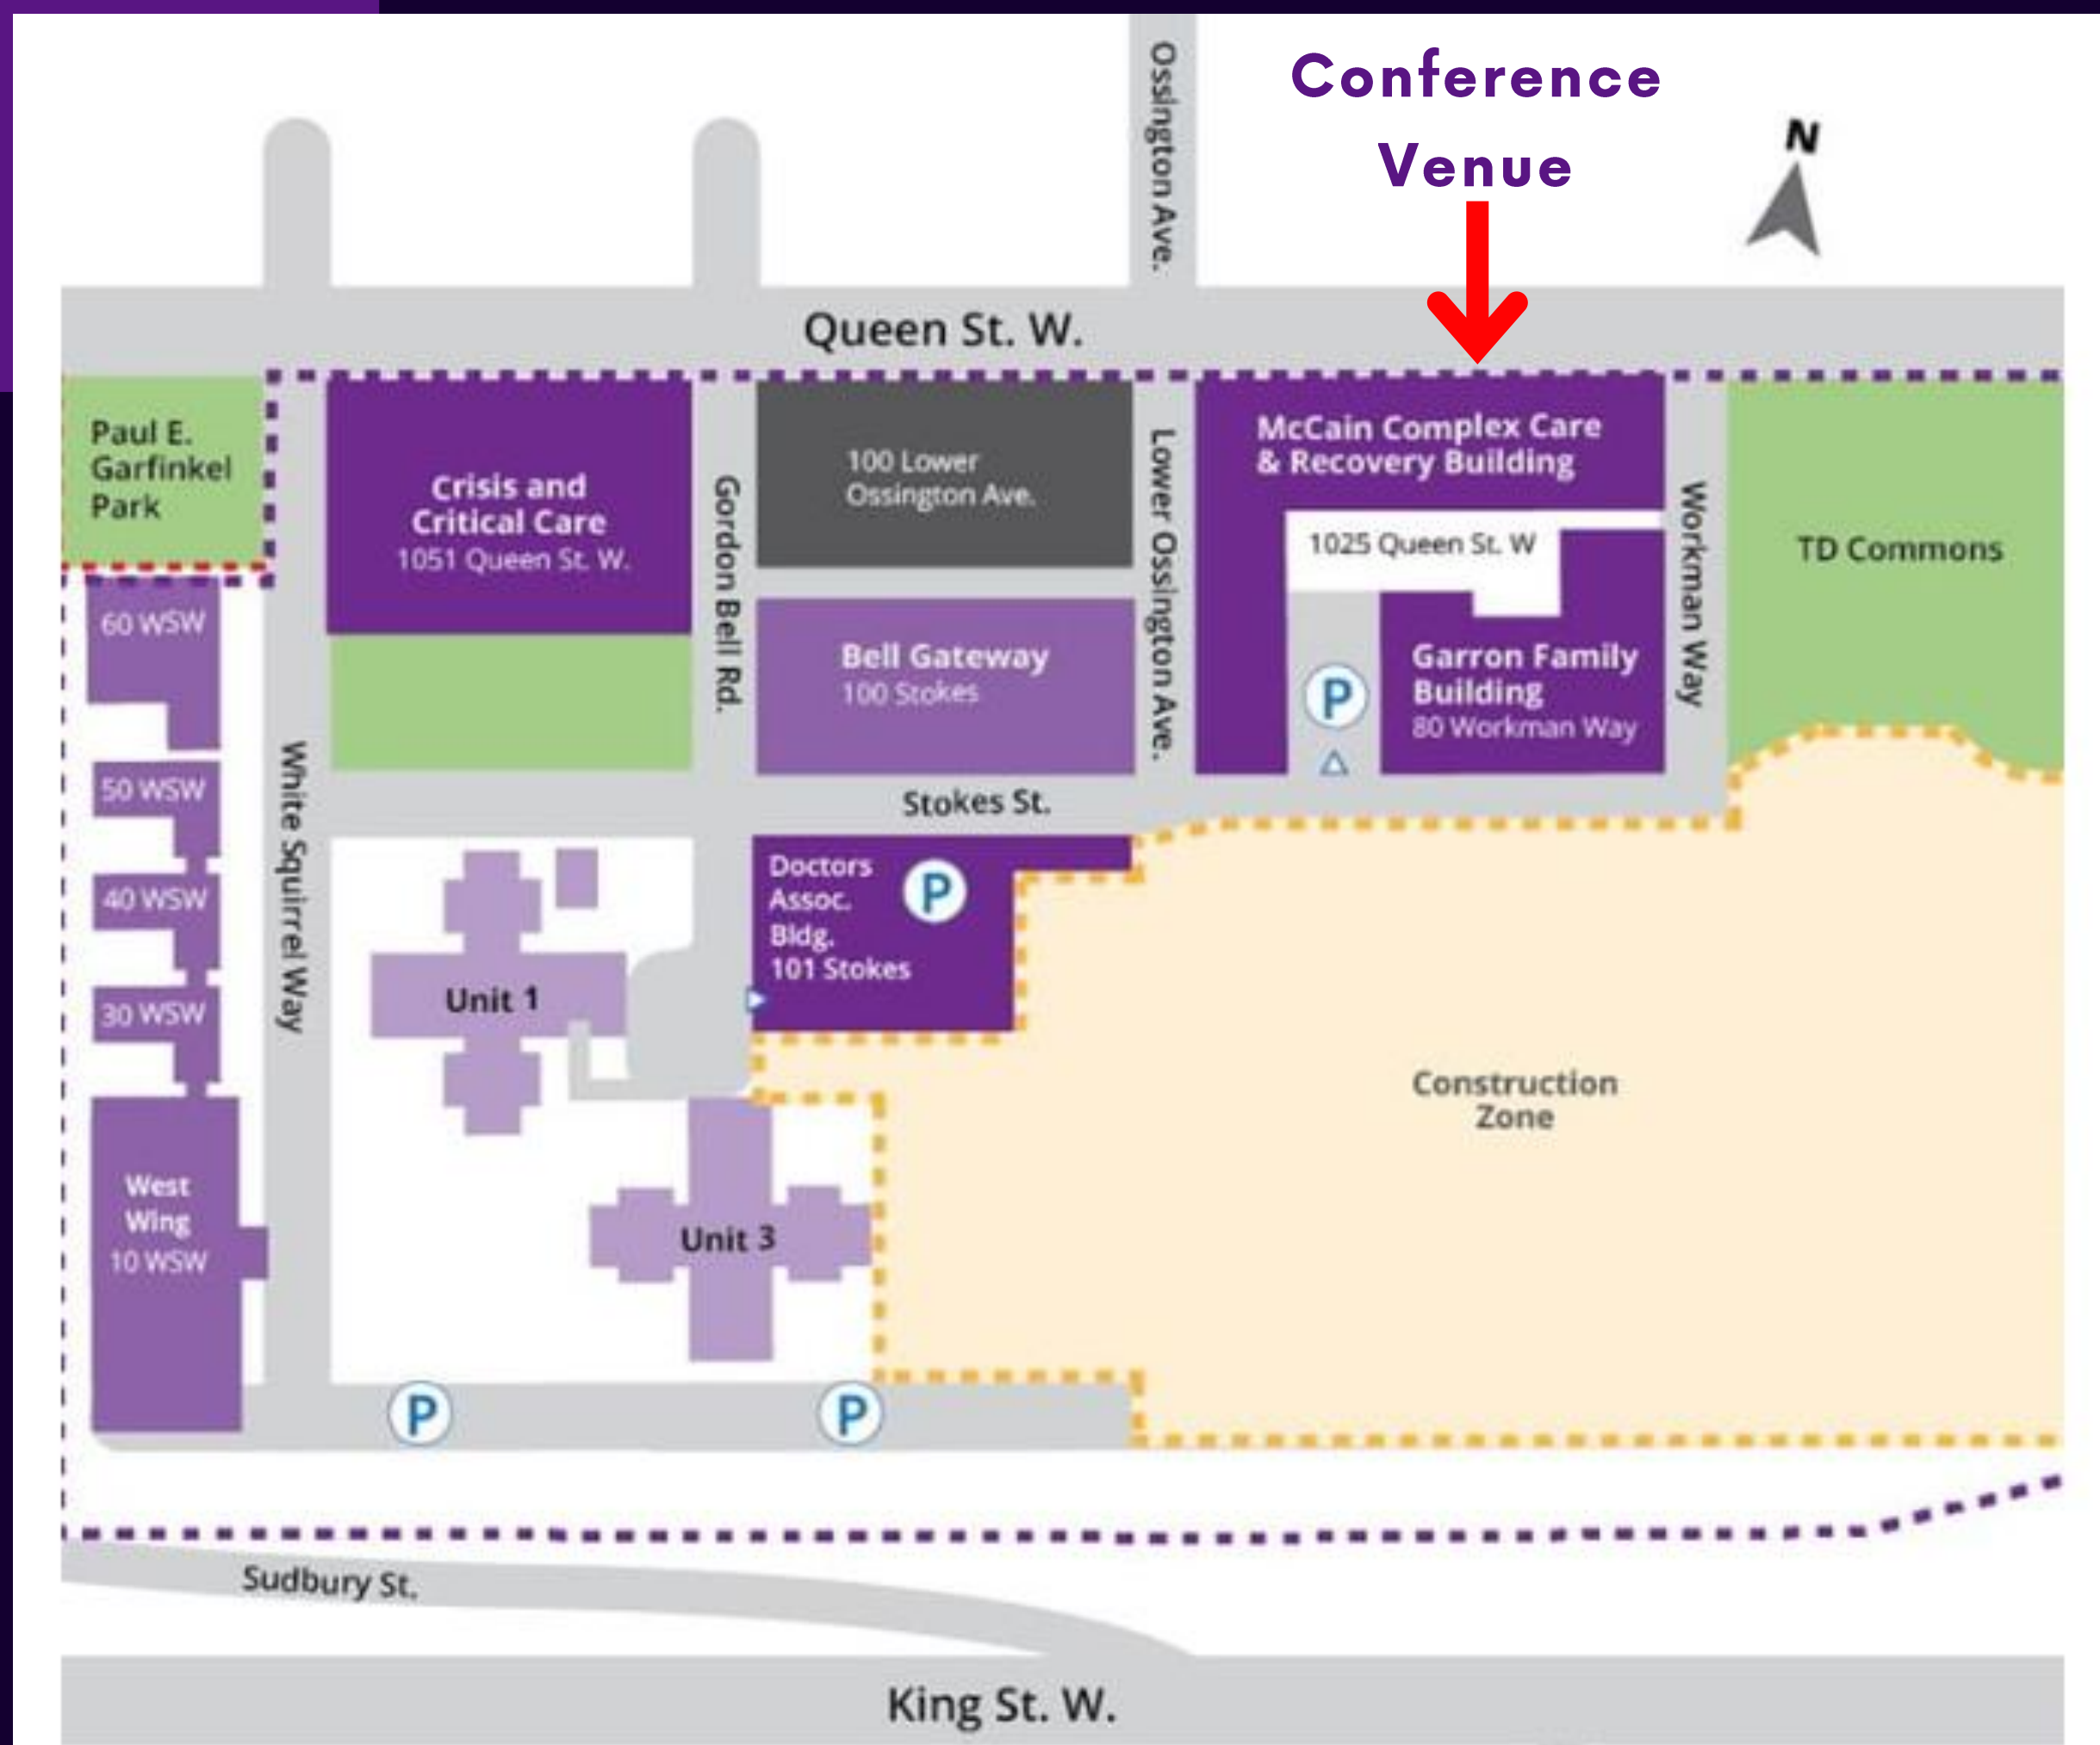 Ossington Ave.
Conference
Venue
N
Queen St. W.
Paul E.
Garfinkel
Park
Crisis and
Critical Care
1051 Queen St. W.
Gordon Bell Rd.
100 Lower
Ossington Ave.
Lower Ossington Ave.
McCain Complex Care
& Recovery Building
1025 Queen St. W
Workman Way
TD Commons
60 WSW
Bell Gateway
100 Stokes
P
Garron Family
Building
80 Workman Way
50 WSW
White Squirrel Way
Stokes St.
40 WSW
Doctors
Assoc.
Bldg.
101 Stokes
P
30 WSW
Unit 1
Construction
Zone
West
Wing
10 WSW
Unit 3
P
P
Sudbury St.
King St. W.